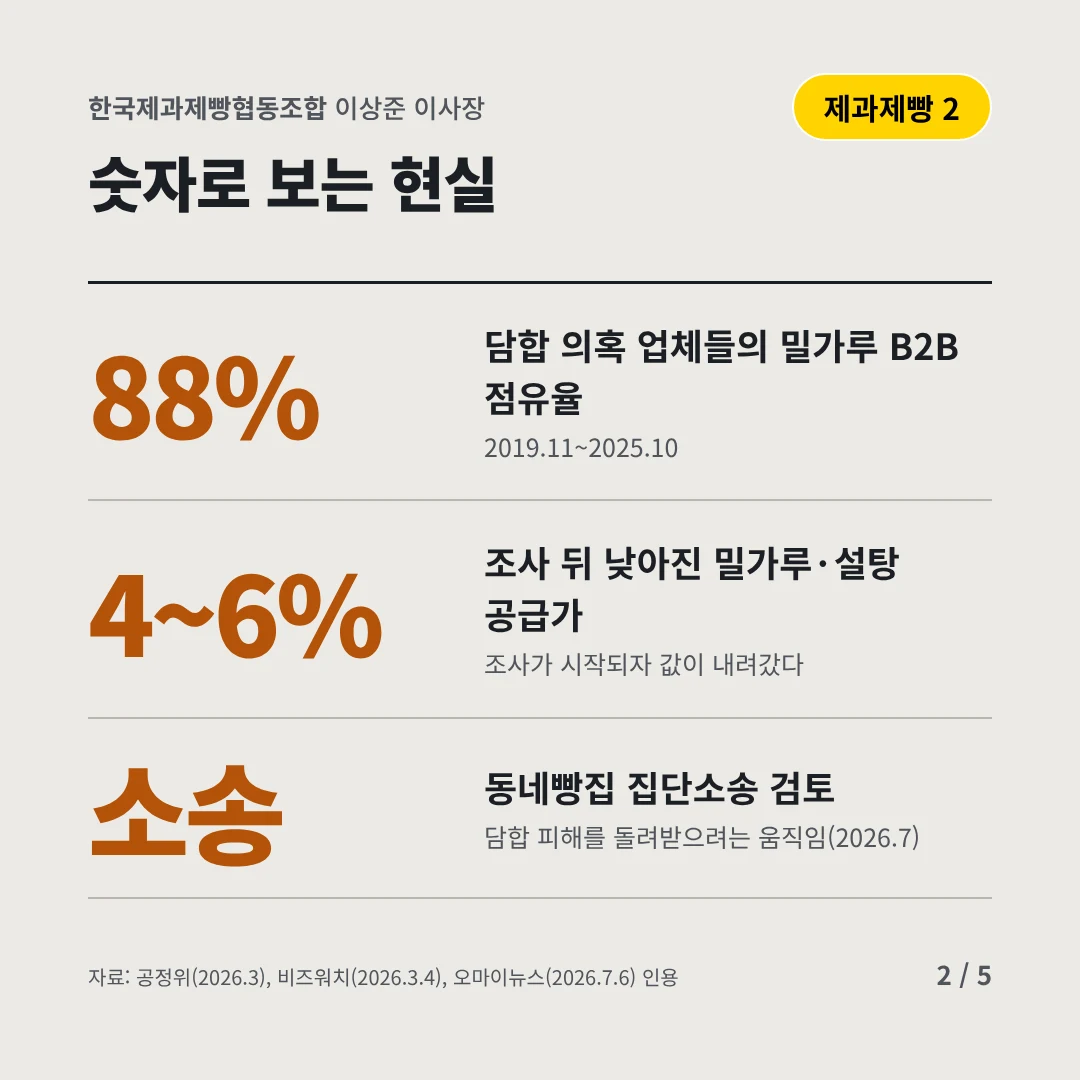 한국제과제빵협동조합 이상준 이사장
제과제빵 2
숫자로 보는 현실
88%
담합 의혹 업체들의 밀가루 B2B
점유율
2019.11~2025.10
4~6%
조사 뒤 낮아진 밀가루·설탕
공급가
조사가 시작되자 값이 내려갔다
소송
동네빵집 집단소송 검토
담합 피해를 돌려받으려는 움직임(2026.7)
자료: 공정위(2026.3), 비즈워치(2026.3.4), 오마이뉴스(2026.7.6) 인용
2 / 5